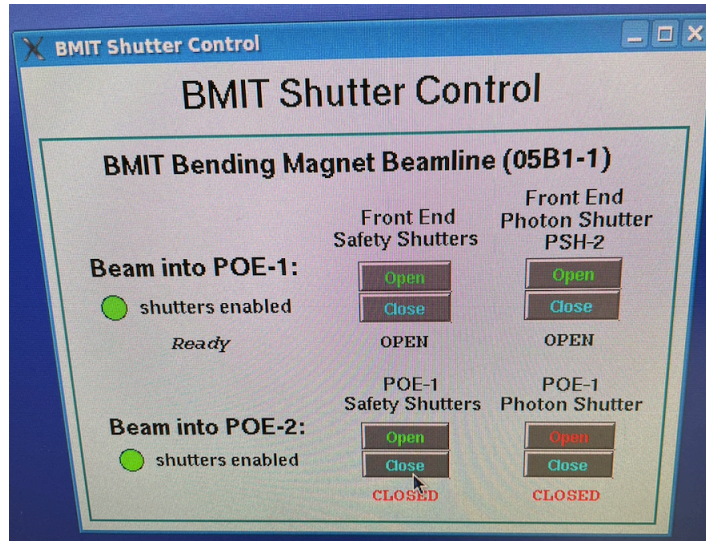 BMIT Shutter Control
BMIT Shutter Control
BMIT Bending Magnet Beamline (05B1-1)
Front End
Safety Shutters
Front End
Photon Shutter
PSH-2
Beam into POE-1:
Open
Open
shutters enabled
Close
Close
Ready
OPEN
OPEN
POE-1
Safety Shutters
POE-1
Photon Shutter
Beam into POE-2:
Open
Open
shutters enabled
Close
Close
CLOSED
CLOSED